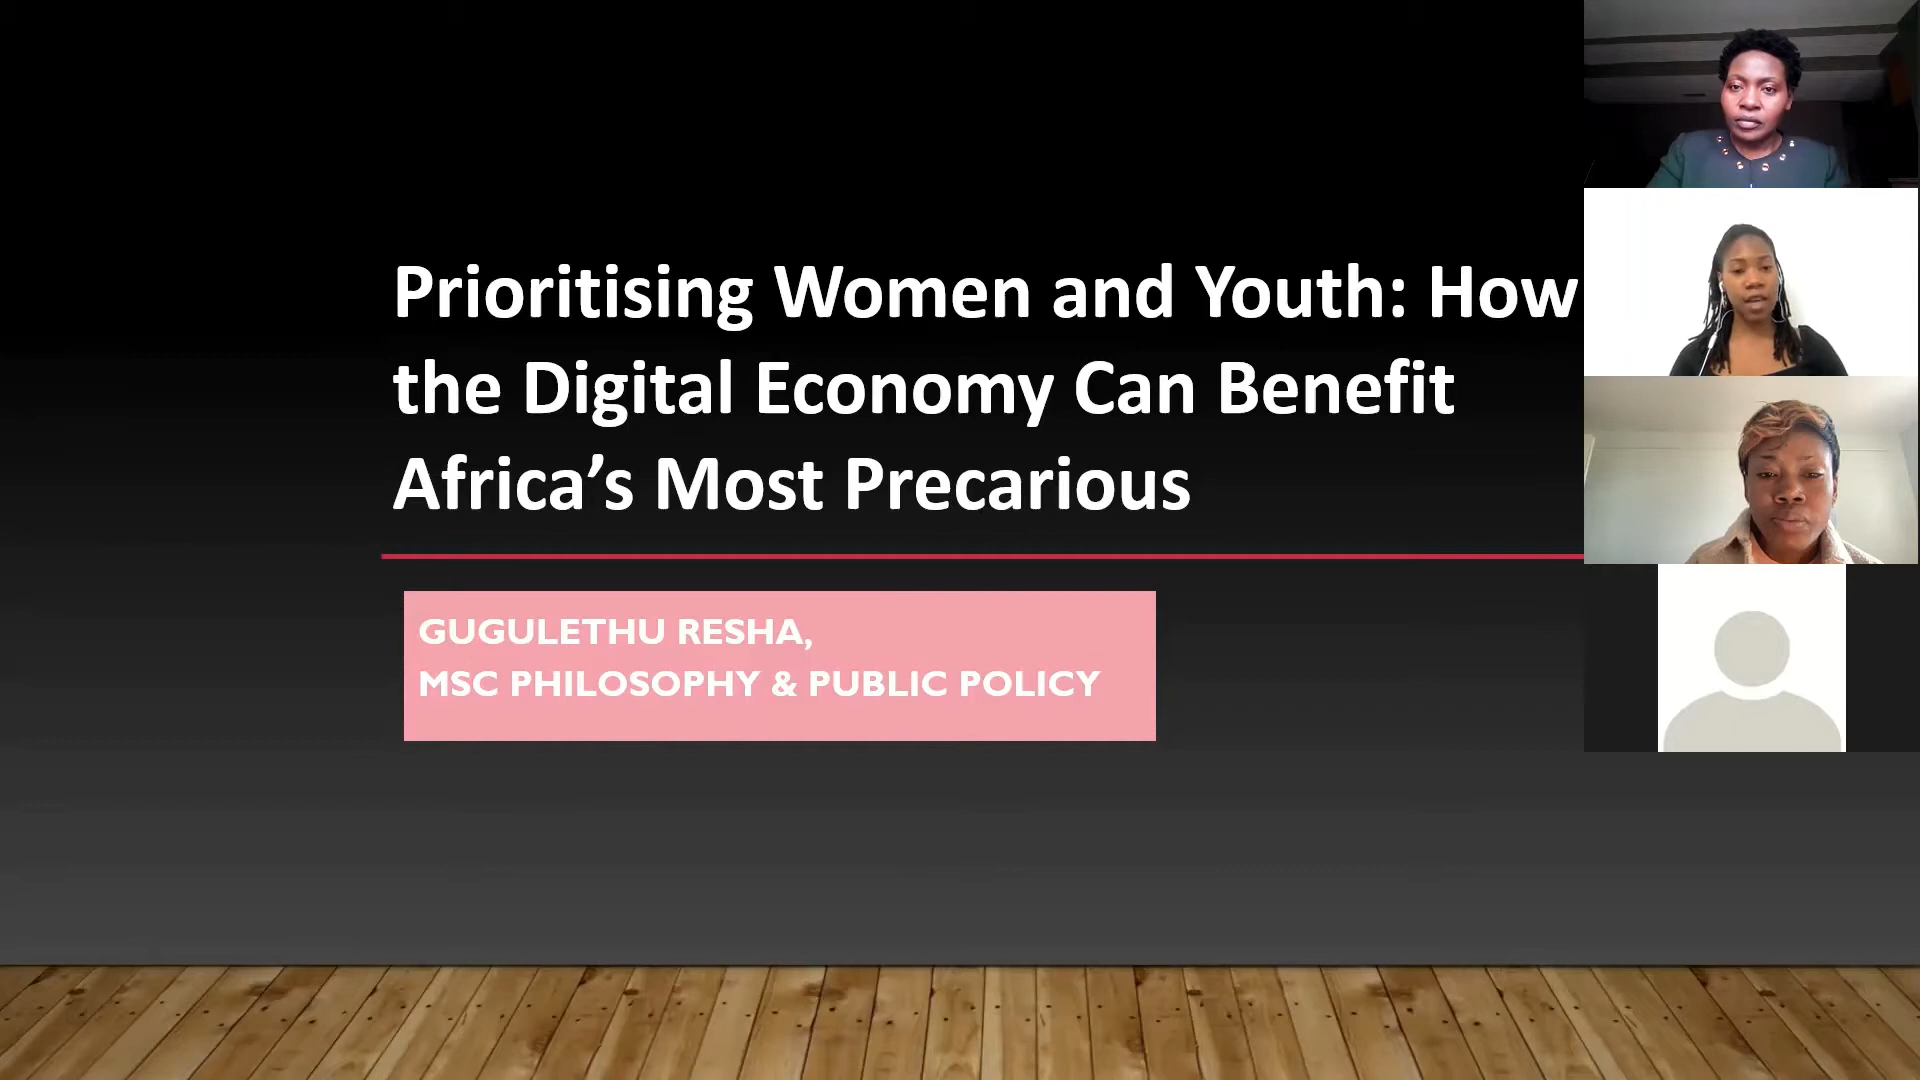 Prioritising Women and Youth: How
the Digital Economy Can Benefit
Africa’s Most Precarious
GUGULETHU RESHA,
MSC PHILOSOPHY & PUBLIC POLICY